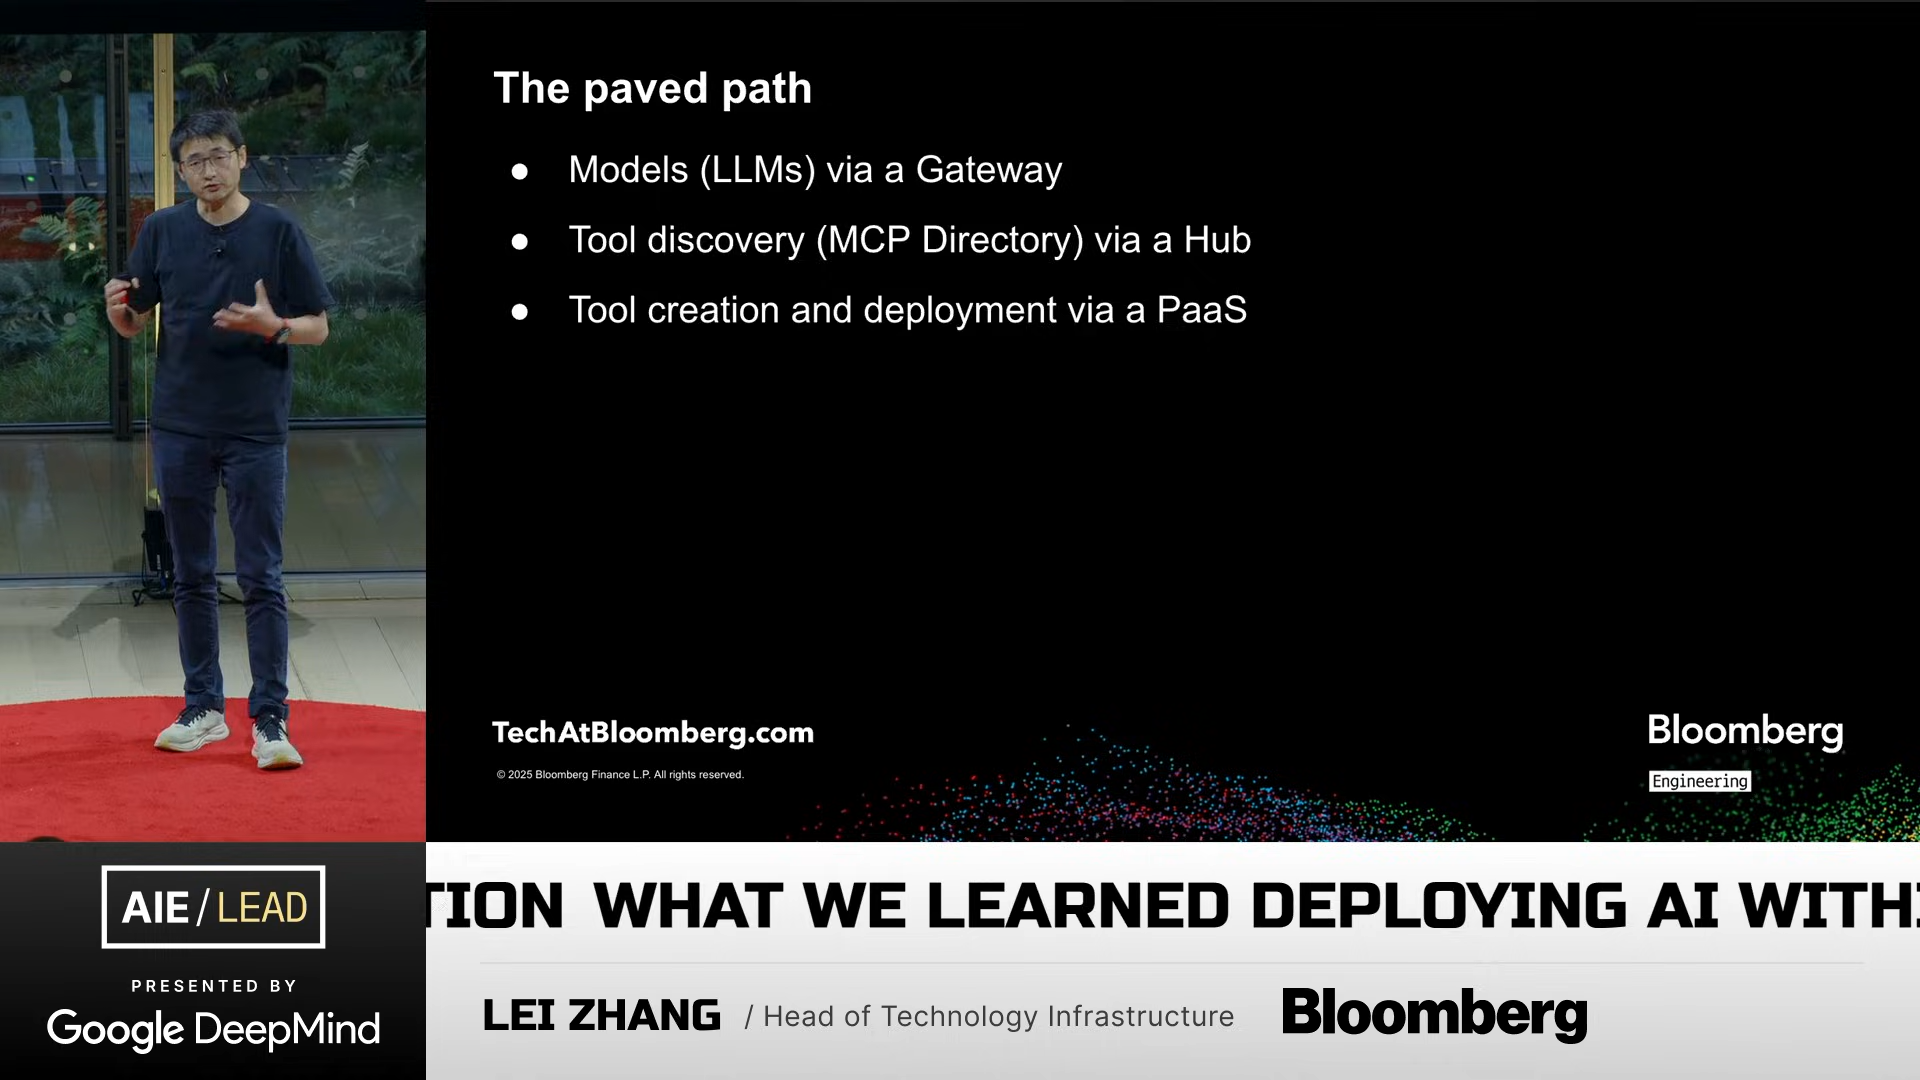 The paved path
● Models (LLMs) via a Gateway
● Tool discovery (MCP Directory) via a Hub
● Tool creation and deployment via a PaaS
TechAtBloomberg.com
© 2025 Bloomberg Finance L.P. All rights reserved.
Bloomberg
Engineering
AIE/LEAD
PRESENTED BY
Google DeepMind
TION WHAT WE LEARNED DEPLOYING AI WITHI
LEI ZHANG / Head of Technology Infrastructure Bloomberg